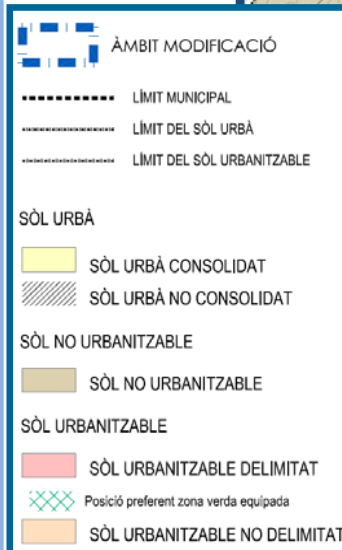 ÀMBIT MODIFICACIÓ
LÍMIT MUNICIPAL
LÍMIT DEL SÒL URBÀ
LÍMIT DEL SÒL URBANITZABLE
SÒL URBÀ
SÒL URBÀ CONSOLIDAT
SÒL URBÀ NO CONSOLIDAT
SÒL NO URBANITZABLE
SÒL NO URBANITZABLE
SÒL URBANITZABLE
SÒL URBANITZABLE DELIMITAT
Posició preferent zona verda equipada
SÒL URBANITZABLE NO DELIMITAT